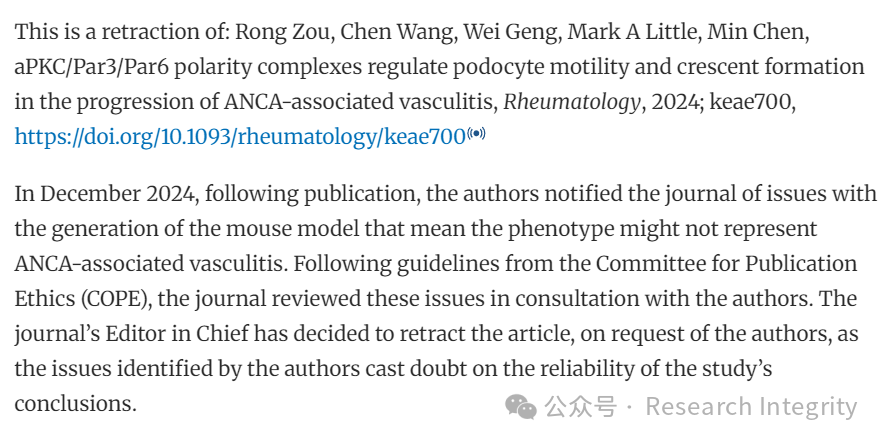 This is a retraction of: Rong Zou, Chen Wang, Wei Geng, Mark A Little, Min Chen,
aPKC/Par3/Par6 polarity complexes regulate podocyte motility and crescent formation
in the progression of ANCA-associated vasculitis, Rheumatology, 2024; keae700,
https://doi.org/10.1093/rheumatology/keae700
In December 2024, following publication, the authors notified the journal of issues with
the generation of the mouse model that mean the phenotype might not represent
ANCA-associated vasculitis. Following guidelines from the Committee for Publication
Ethics (COPE), the journal reviewed these issues in consultation with the authors. The
journal’s Editor in Chief has decided to retract the article, on request of the authors, as
the issues identified by the authors cast doubt on the reliability of the study’s
conclusions.
公众号 · Research Integrity